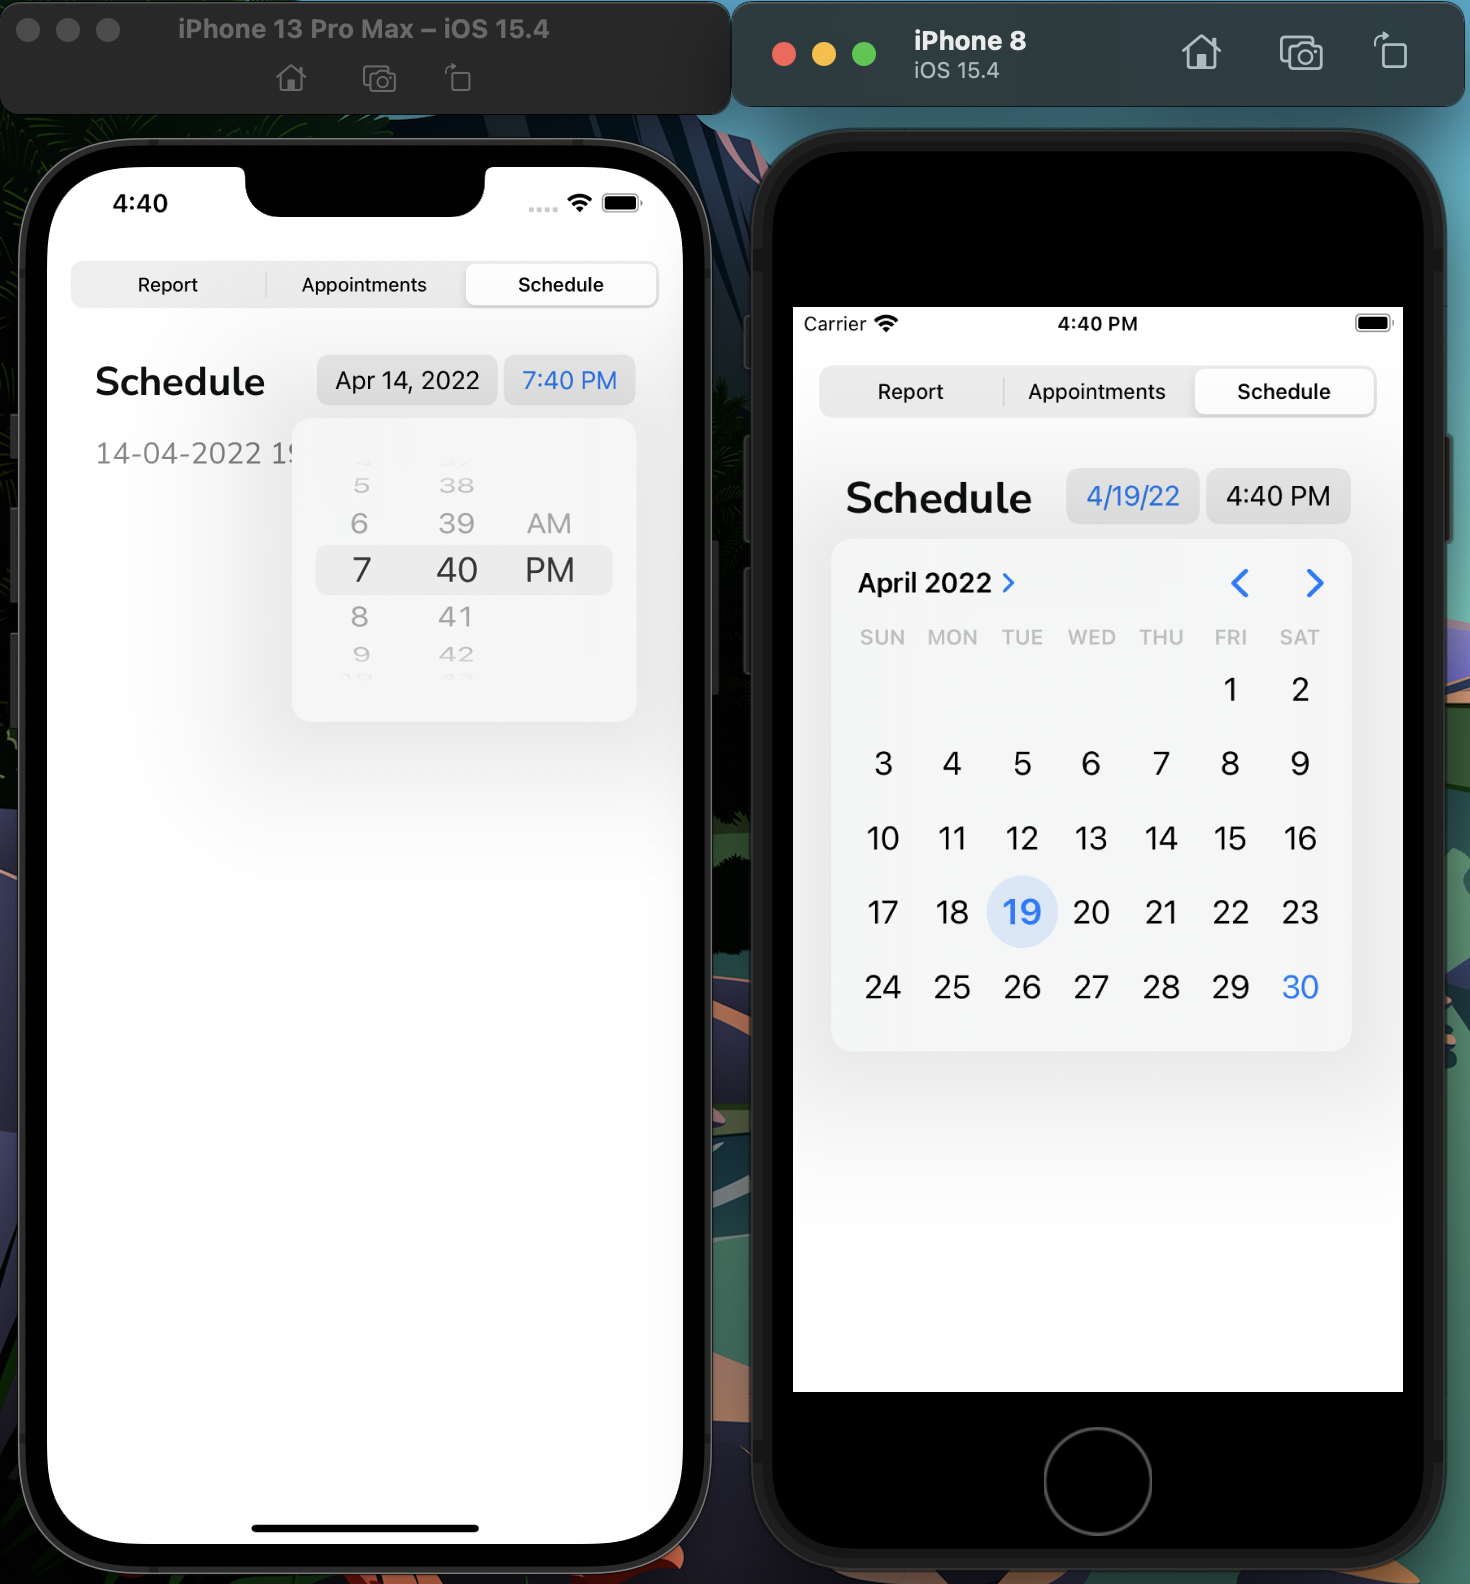 iPhone 13 Pro Max – iOS 15.4
4:40
Report Appointments Schedule
Schedule Apr 14, 2022 7:40 PM
14-04-2022
5 38
6 39 AM
7 40 PM
8 41
9 42
10 43
iPhone 8
iOS 15.4
Carrier 4:40 PM
Report Appointments Schedule
Schedule 4/19/22 4:40 PM
April 2022
SUN MON TUE WED THU FRI SAT
1 2
3 4 5 6 7 8 9
10 11 12 13 14 15 16
17 18 19 20 21 22 23
24 25 26 27 28 29 30